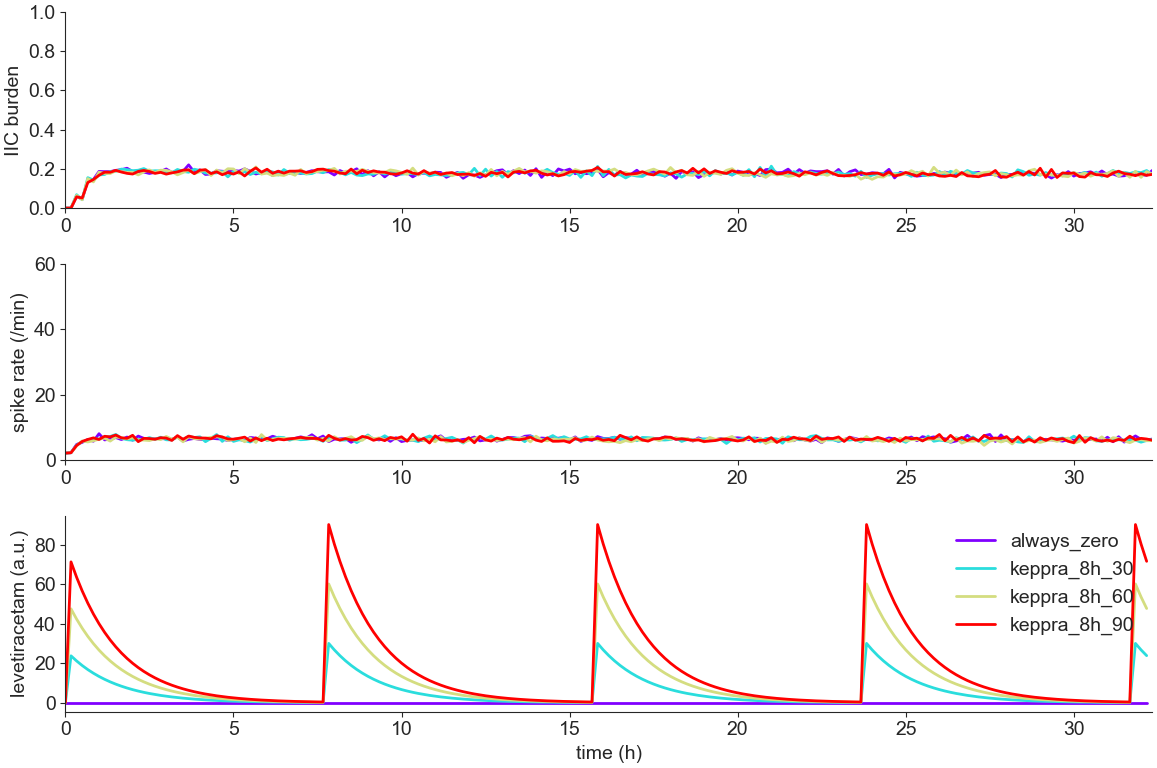 1.0
0.8
0.6
0.4
0.2
0.0
IIC burden
0 5 10 15 20 25 30
60
40
20
0
spike rate (/min)
0 5 10 15 20 25 30
80
60
40
20
0
levetiracetam (a.u.)
always_zero
keppra_8h_30
keppra_8h_60
keppra_8h_90
0 5 10 15 20 25 30
time (h)